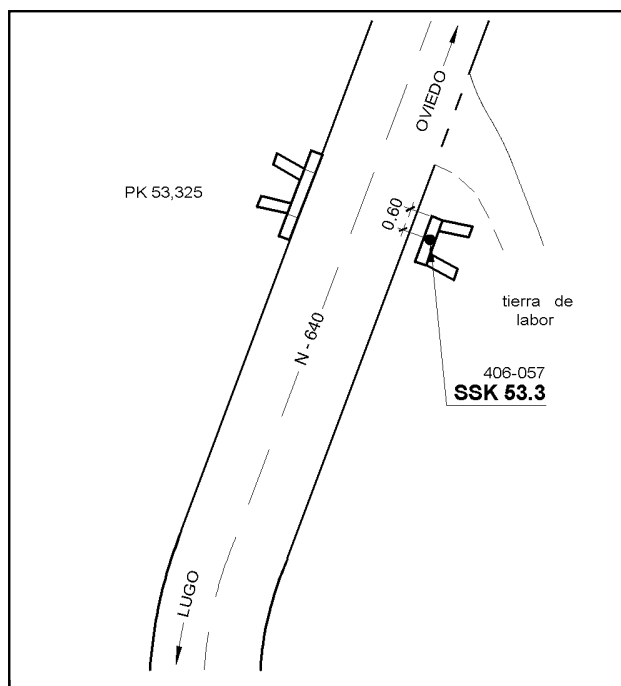 OVIEDO
PK 53,325
0.60
N - 640
tierra de
labor
406-057
SSK 53.3
LUGO